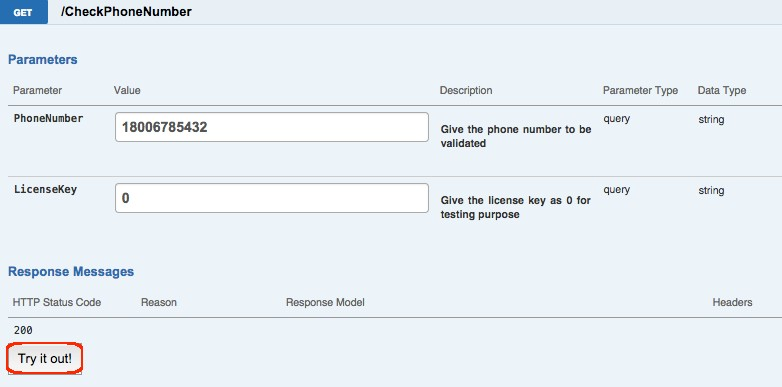 GET /CheckPhoneNumber
Parameters
Parameter Value Description Parameter Type Data Type
PhoneNumber 18006785432 Give the phone number to be validated query string
LicenseKey 0 Give the license key as 0 for testing purpose query string
Response Messages
HTTP Status Code Reason Response Model Headers
200
Try it out!